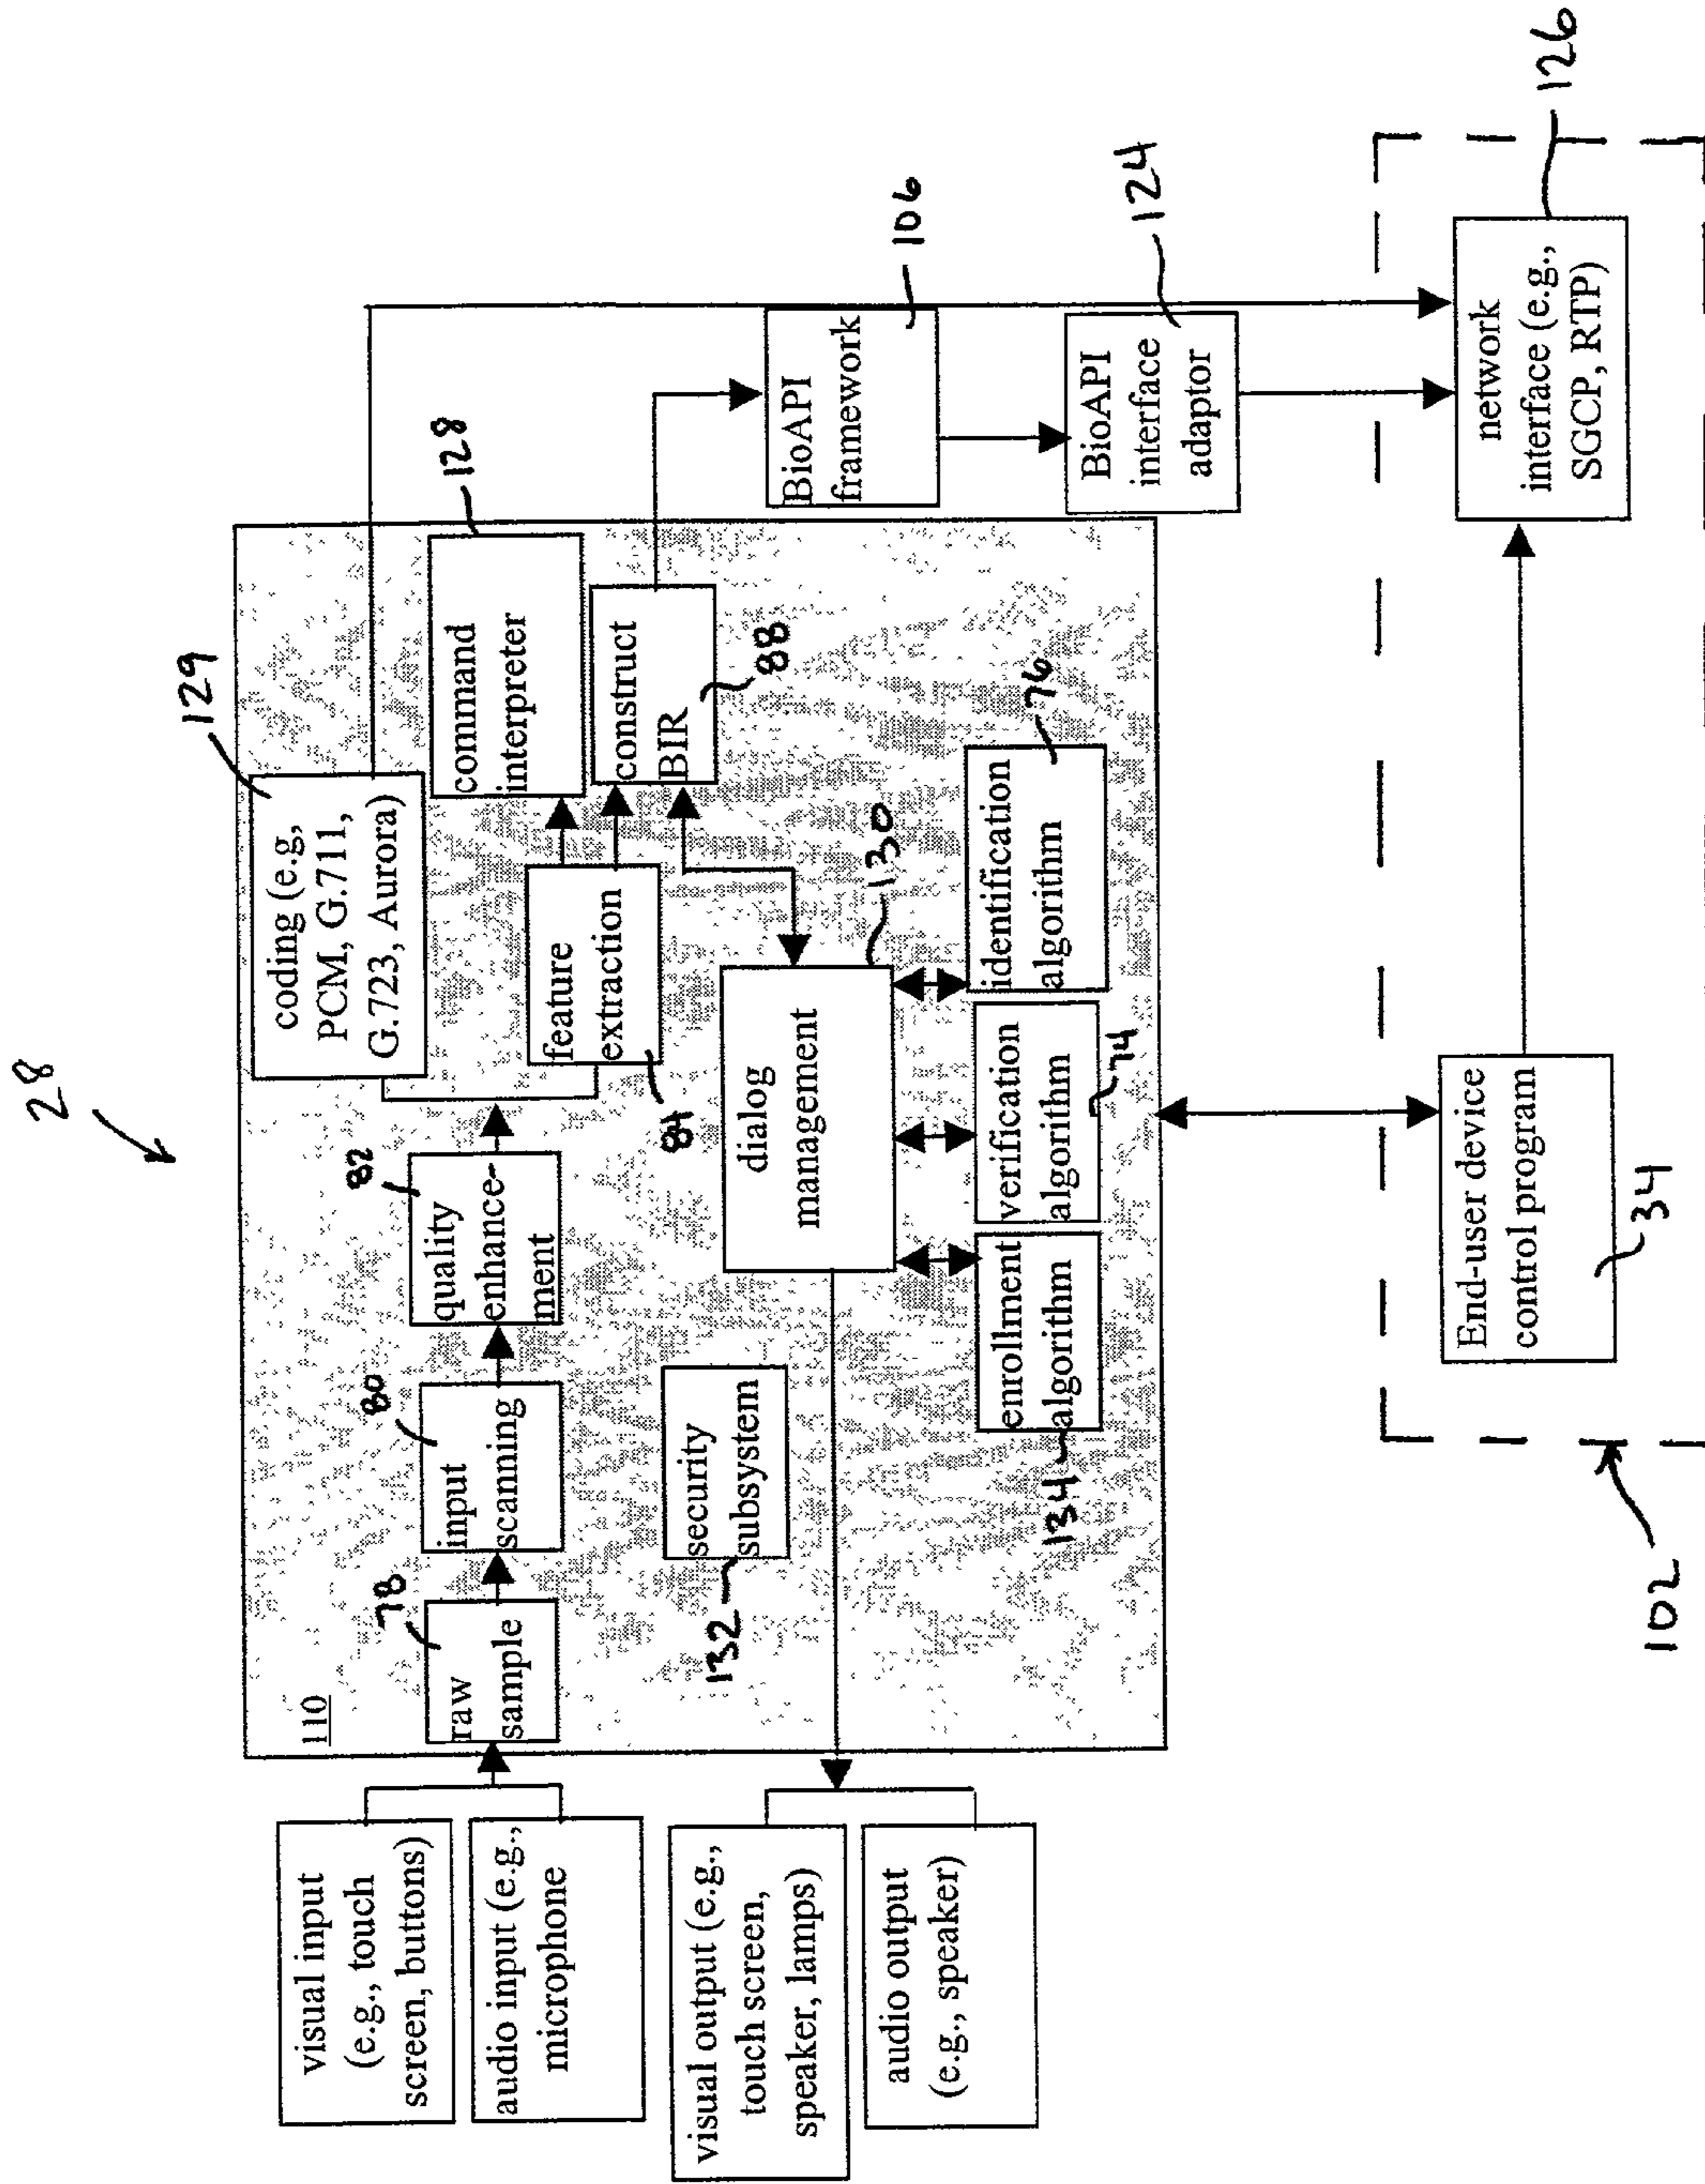 28
110
129
coding (e.g,
PCM, G.711,
G.723, Aurora)
visual input
(e.g., touch
screen, buttons)
audio input (e.g.,
microphone
78
raw
sample
80
input
scanning
82
quality
enhance-
ment
feature
extraction
84
128
command
interpreter
construct
BIR
88
132
security
subsystem
dialog
management
130
visual output (e.g.,
touch screen,
speaker, lamps)
audio output
(e.g., speaker)
134
enrollment
algorithm
verification
algorithm
74
identification
algorithm
76
BioAPI
framework
106
BioAPI
interface
adaptor
124
102
End-user device
control program
34
network
interface (e.g.,
SGCP, RTP)
126